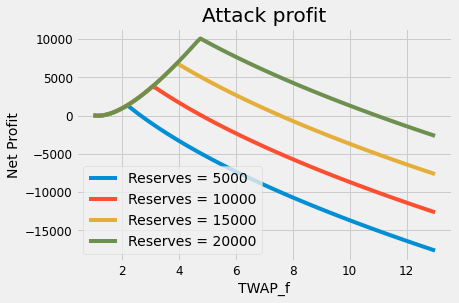 Attack profit
10000
5000
0
−5000
−10000
−15000
Net Profit
Reserves = 5000
Reserves = 10000
Reserves = 15000
Reserves = 20000
2
4
6
8
10
12
TWAP_f